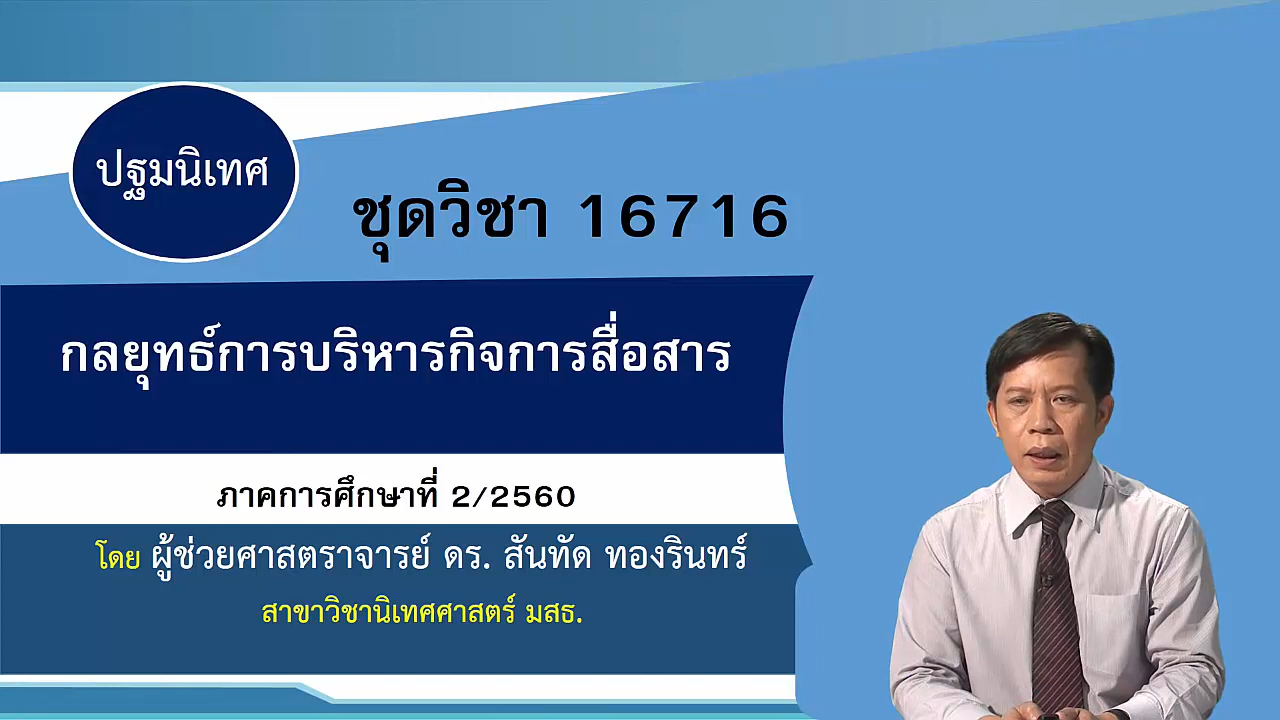 ปฐมนิเทศ
ชุดวิชา 16716
กลยุทธ์การบริหารกิจการสื่อสาร
ภาคการศึกษาที่ 2/2560
โดย ผู้ช่วยศาสตราจารย์ ดร. สันทัด ทองรินทร์
สาขาวิชานิเทศศาสตร์ มสธ.